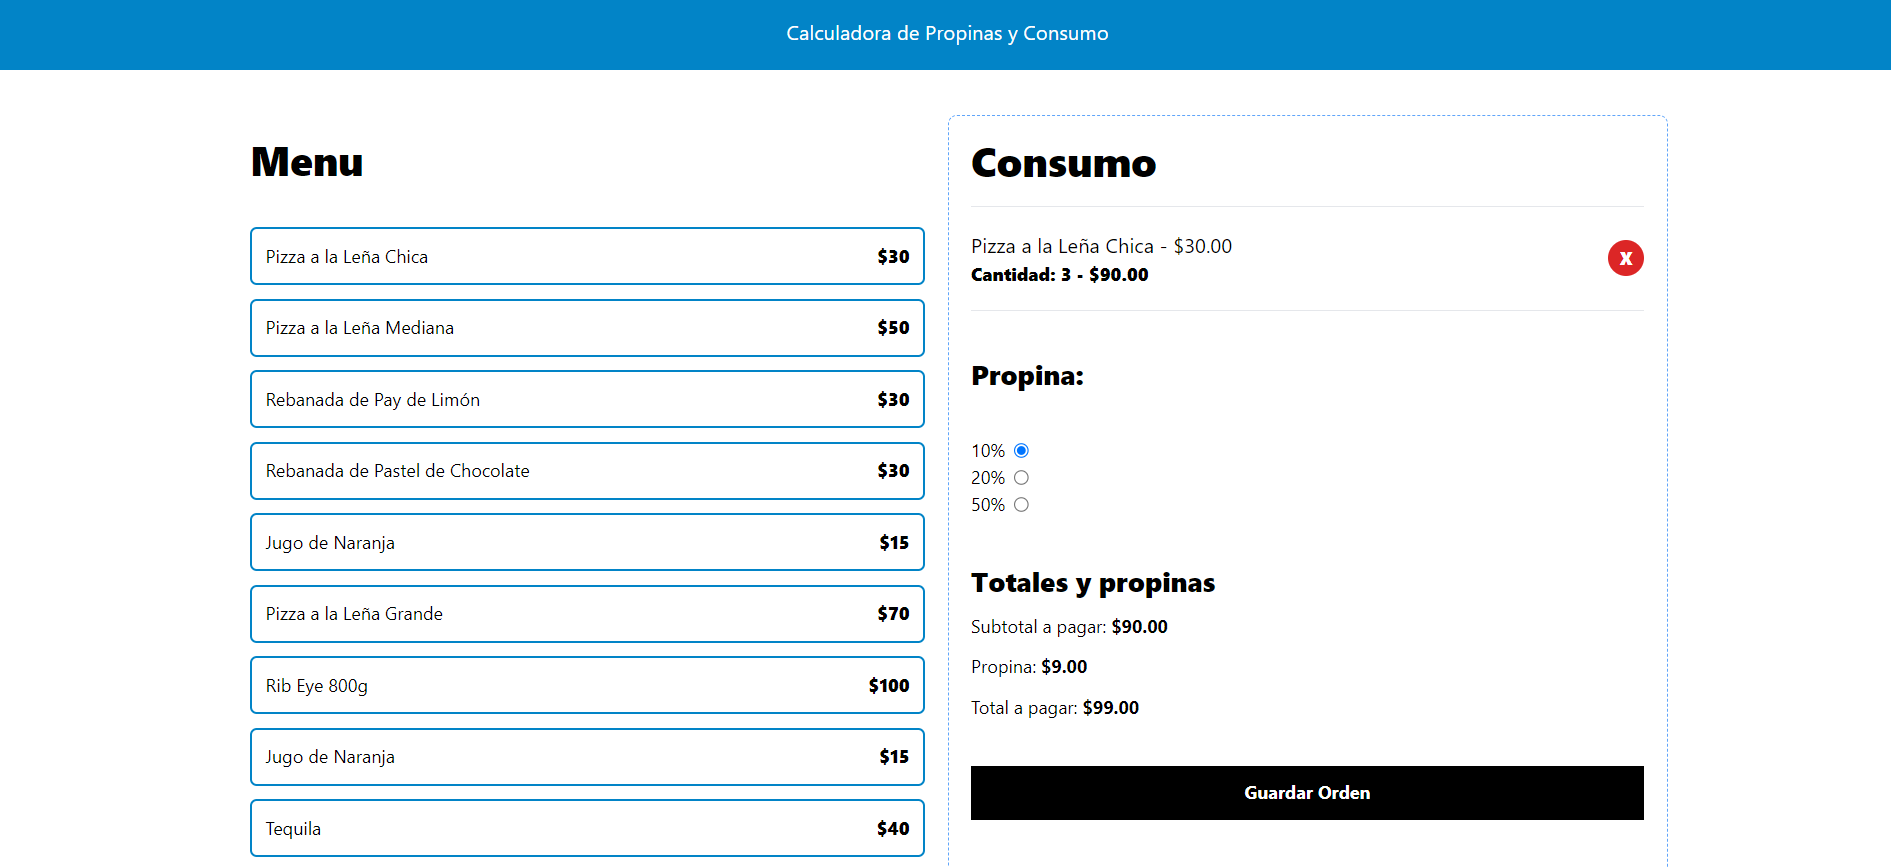 Calculadora de Propinas y Consumo
Menu
Pizza a la Leña Chica $30
Pizza a la Leña Mediana $50
Rebanada de Pay de Limón $30
Rebanada de Pastel de Chocolate $30
Jugo de Naranja $15
Pizza a la Leña Grande $70
Rib Eye 800g $100
Jugo de Naranja $15
Tequila $40
Consumo
Pizza a la Leña Chica - $30.00
Cantidad: 3 - $90.00
X
Propina:
10%
20%
50%
Totales y propinas
Subtotal a pagar: $90.00
Propina: $9.00
Total a pagar: $99.00
Guardar Orden